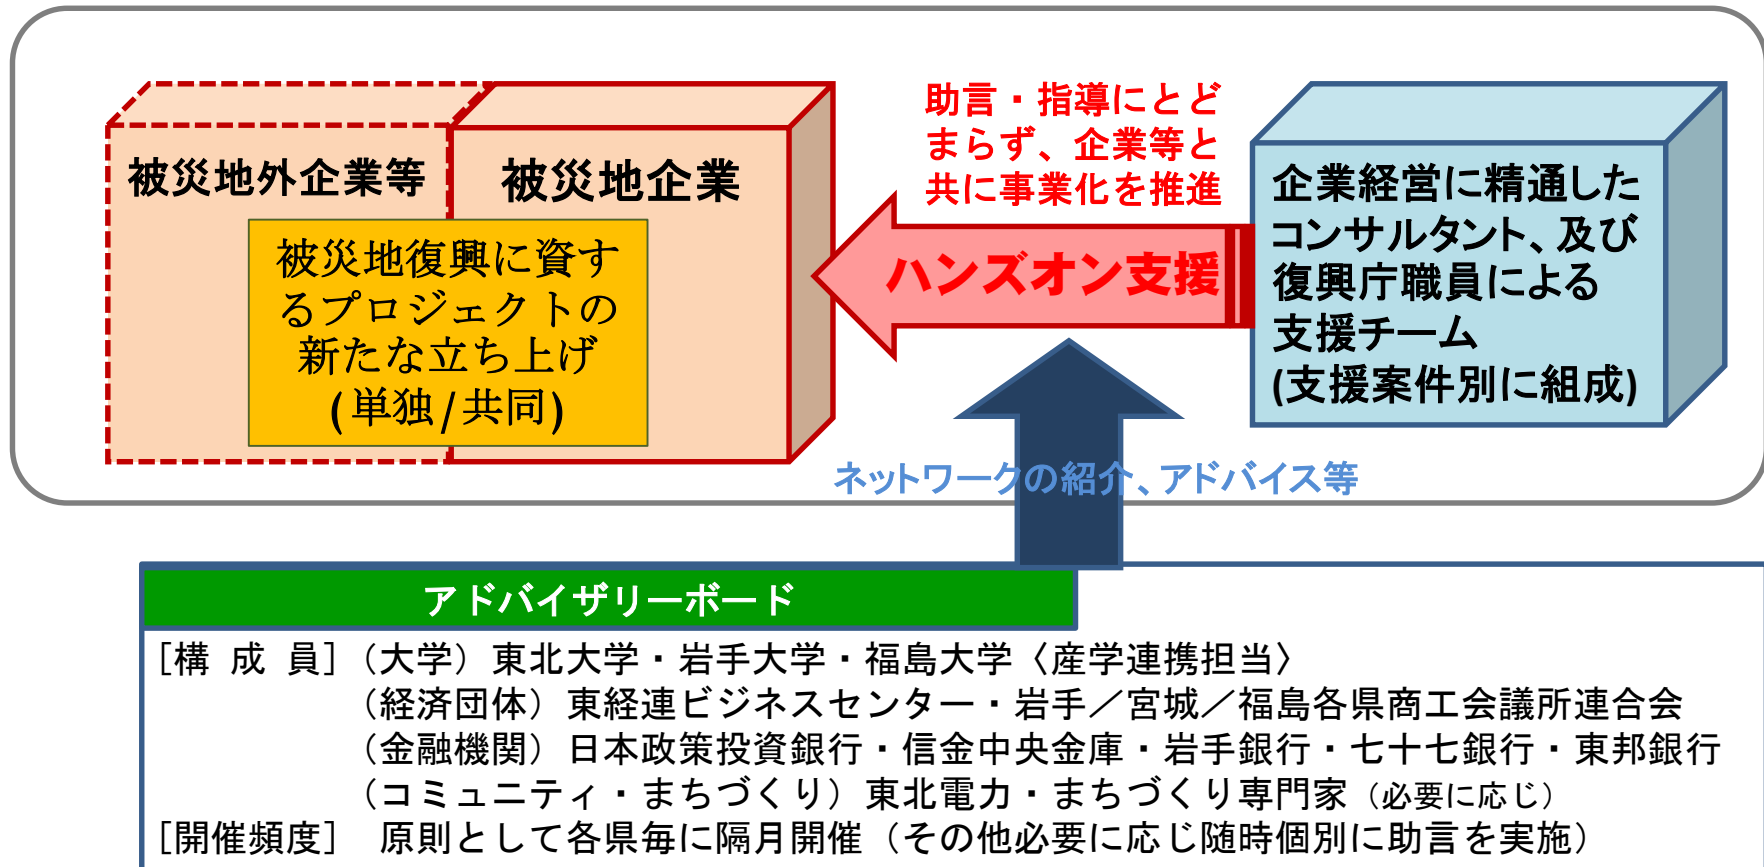 被災地外企業等
被災地企業
被災地復興に資す
るプロジェクトの
新たな立ち上げ
(単独/共同)
助言・指導にとど
まらず、企業等と
共に事業化を推進
ハンズオン支援
企業経営に精通した
コンサルタント、及び
復興庁職員による
支援チーム
(支援案件別に組成)
ネットワークの紹介、アドバイス等
アドバイザリーボード
[構 成 員]（大学）東北大学・岩手大学・福島大学〈産学連携担当〉
（経済団体）東経連ビジネスセンター・岩手／宮城／福島各県商工会議所連合会
（金融機関）日本政策投資銀行・信金中央金庫・岩手銀行・七十七銀行・東邦銀行
（コミュニティ・まちづくり）東北電力・まちづくり専門家（必要に応じ）
[開催頻度] 原則として各県毎に隔月開催（その他必要に応じ随時個別に助言を実施）